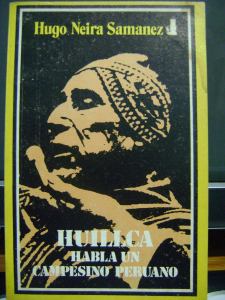 Hugo Neira Samanez
HUILLCA
HABLA UN
CAMPESINO PERUANO